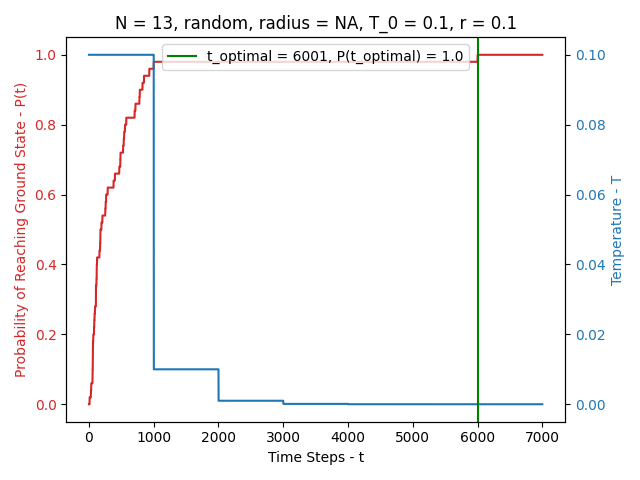 N = 13, random, radius = NA, T_0 = 0.1, r = 0.1
t_optimal = 6001, P(t_optimal) = 1.0
Probability of Reaching Ground State - P(t)
1.0
0.8
0.6
0.4
0.2
0.0
0.10
0.08
0.06
0.04
0.02
0.00
Temperature - T
0 1000 2000 3000 4000 5000 6000 7000
Time Steps - t